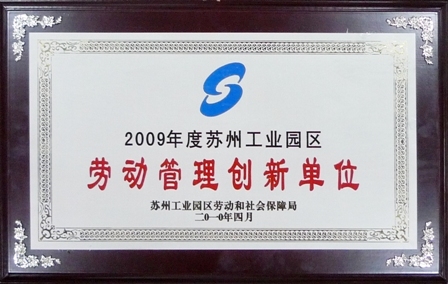 2009年度苏州工业园区
劳动管理创新单位
苏州工业园区劳动和社会保障局
二〇一〇年四月